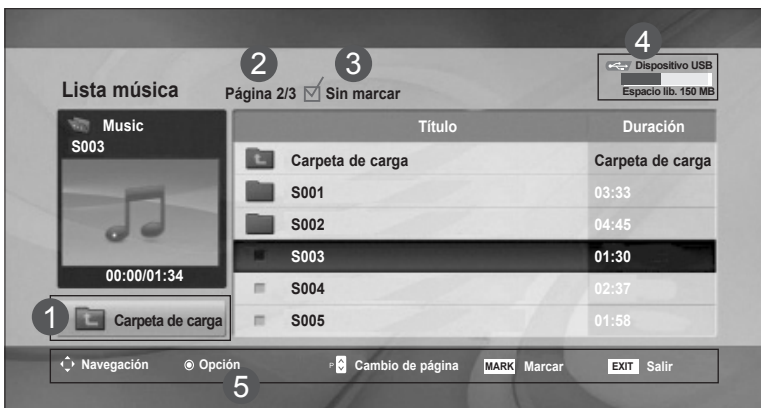 2 3 4
Dispositivo USB
Lista música Página 2/3 Sin marcar Espacio lib. 150 MB
Music Título Duración
S003
Carpeta de carga Carpeta de carga
S001 03:33
S002 04:45
S003 01:30
00:00/01:34 S004 02:37
1 Carpeta de carga S005 01:58
Navegación Opción P Cambio de página MARK Marcar EXIT Salir
5